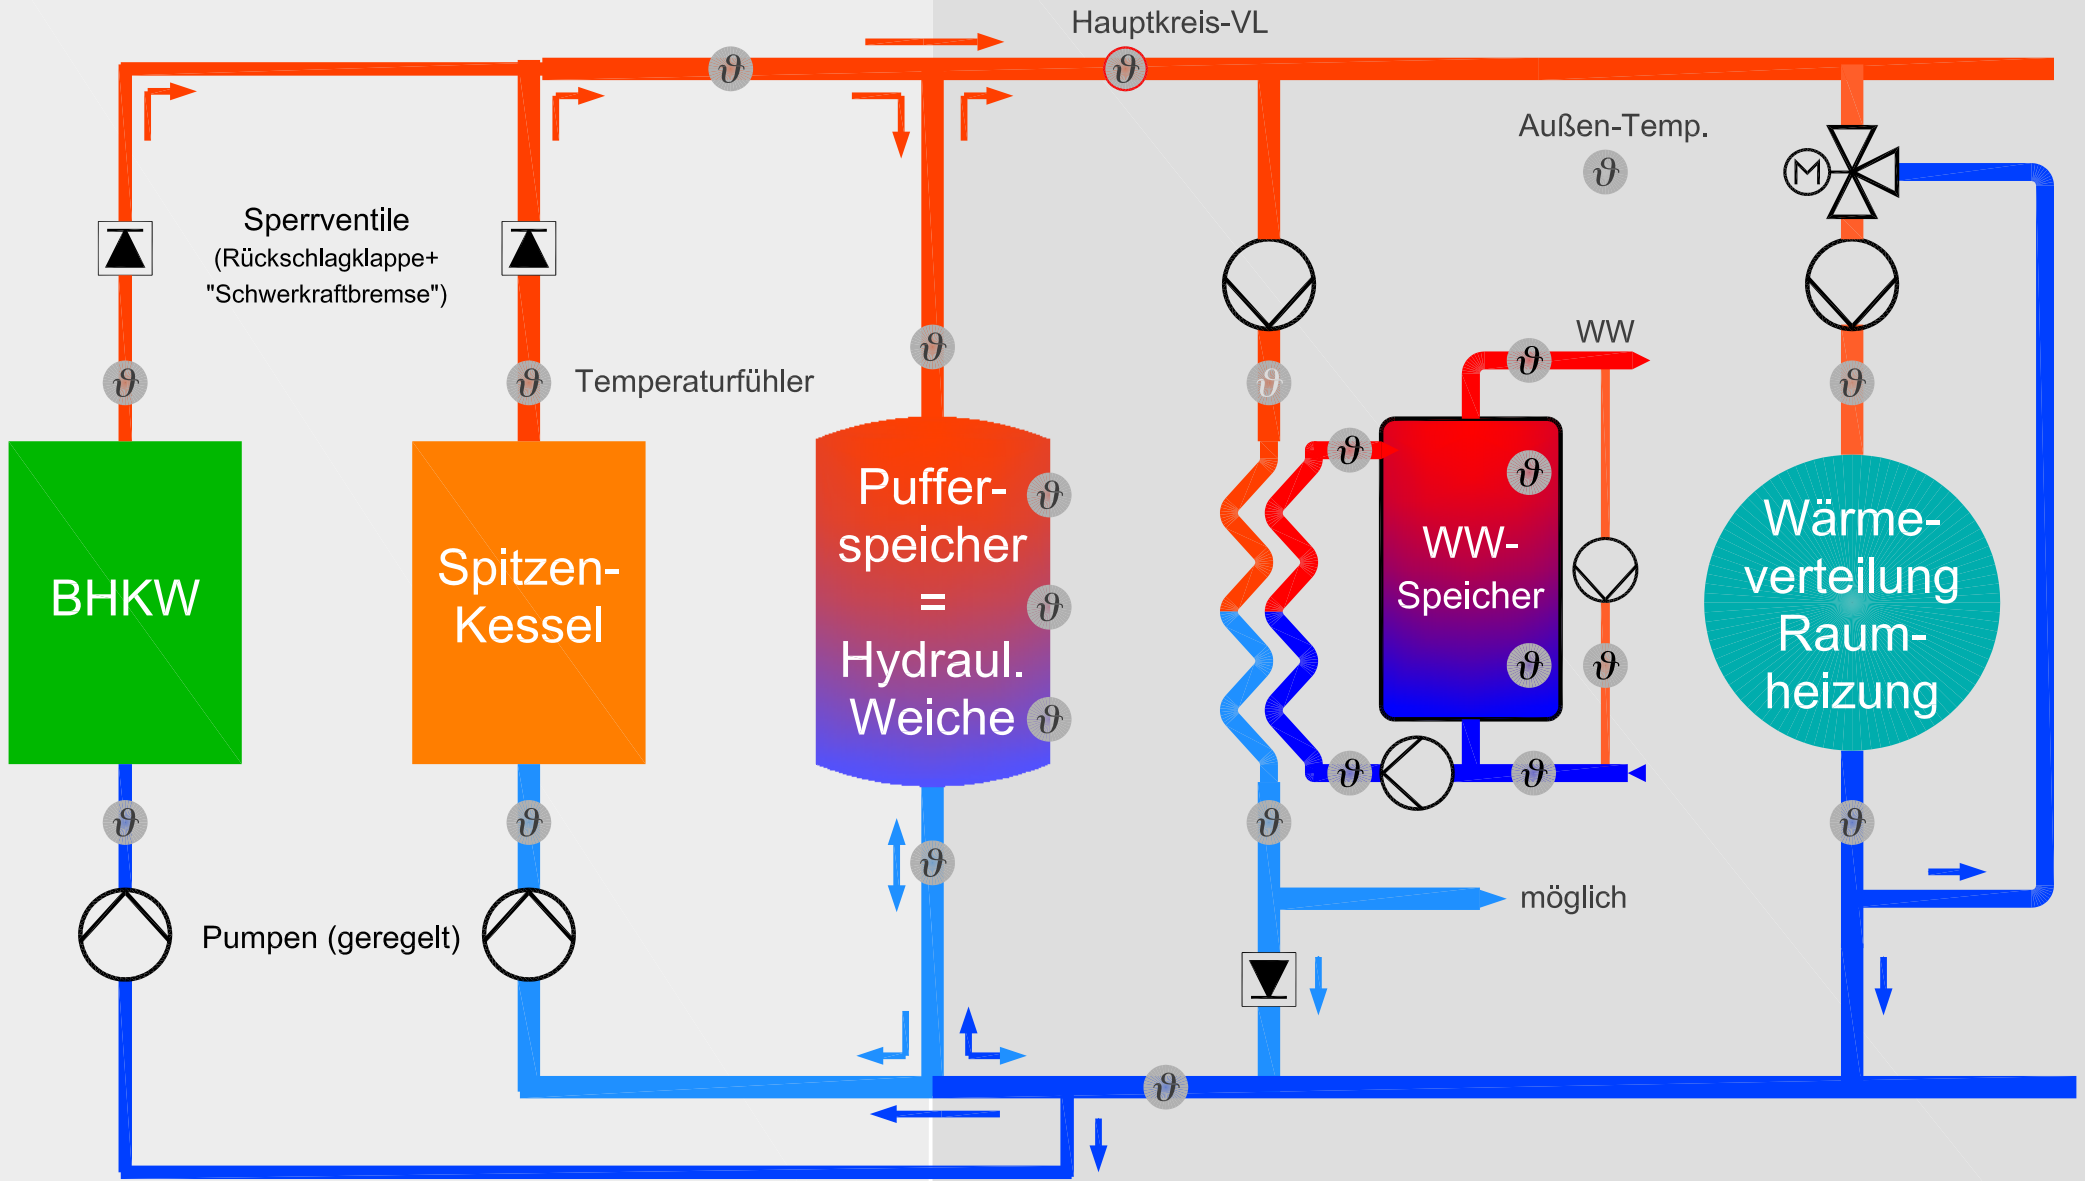 Hauptkreis-VL
ϑ
ϑ
Außen-Temp.
ϑ
M
Sperrventile
(Rückschlagklappe+
"Schwerkraftbremse")
WW
ϑ
ϑ
ϑ
ϑ
Temperaturfühler
ϑ
ϑ
ϑ
ϑ
BHKW
Spitzen-
Kessel
Puffer-
speicher
=
Hydraul.
Weiche
ϑ
ϑ
ϑ
WW-
Speicher
ϑ
ϑ
ϑ
Wärme-
verteilung
Raum-
heizung
ϑ
ϑ
ϑ
ϑ
ϑ
ϑ
ϑ
möglich
Pumpen (geregelt)
ϑ